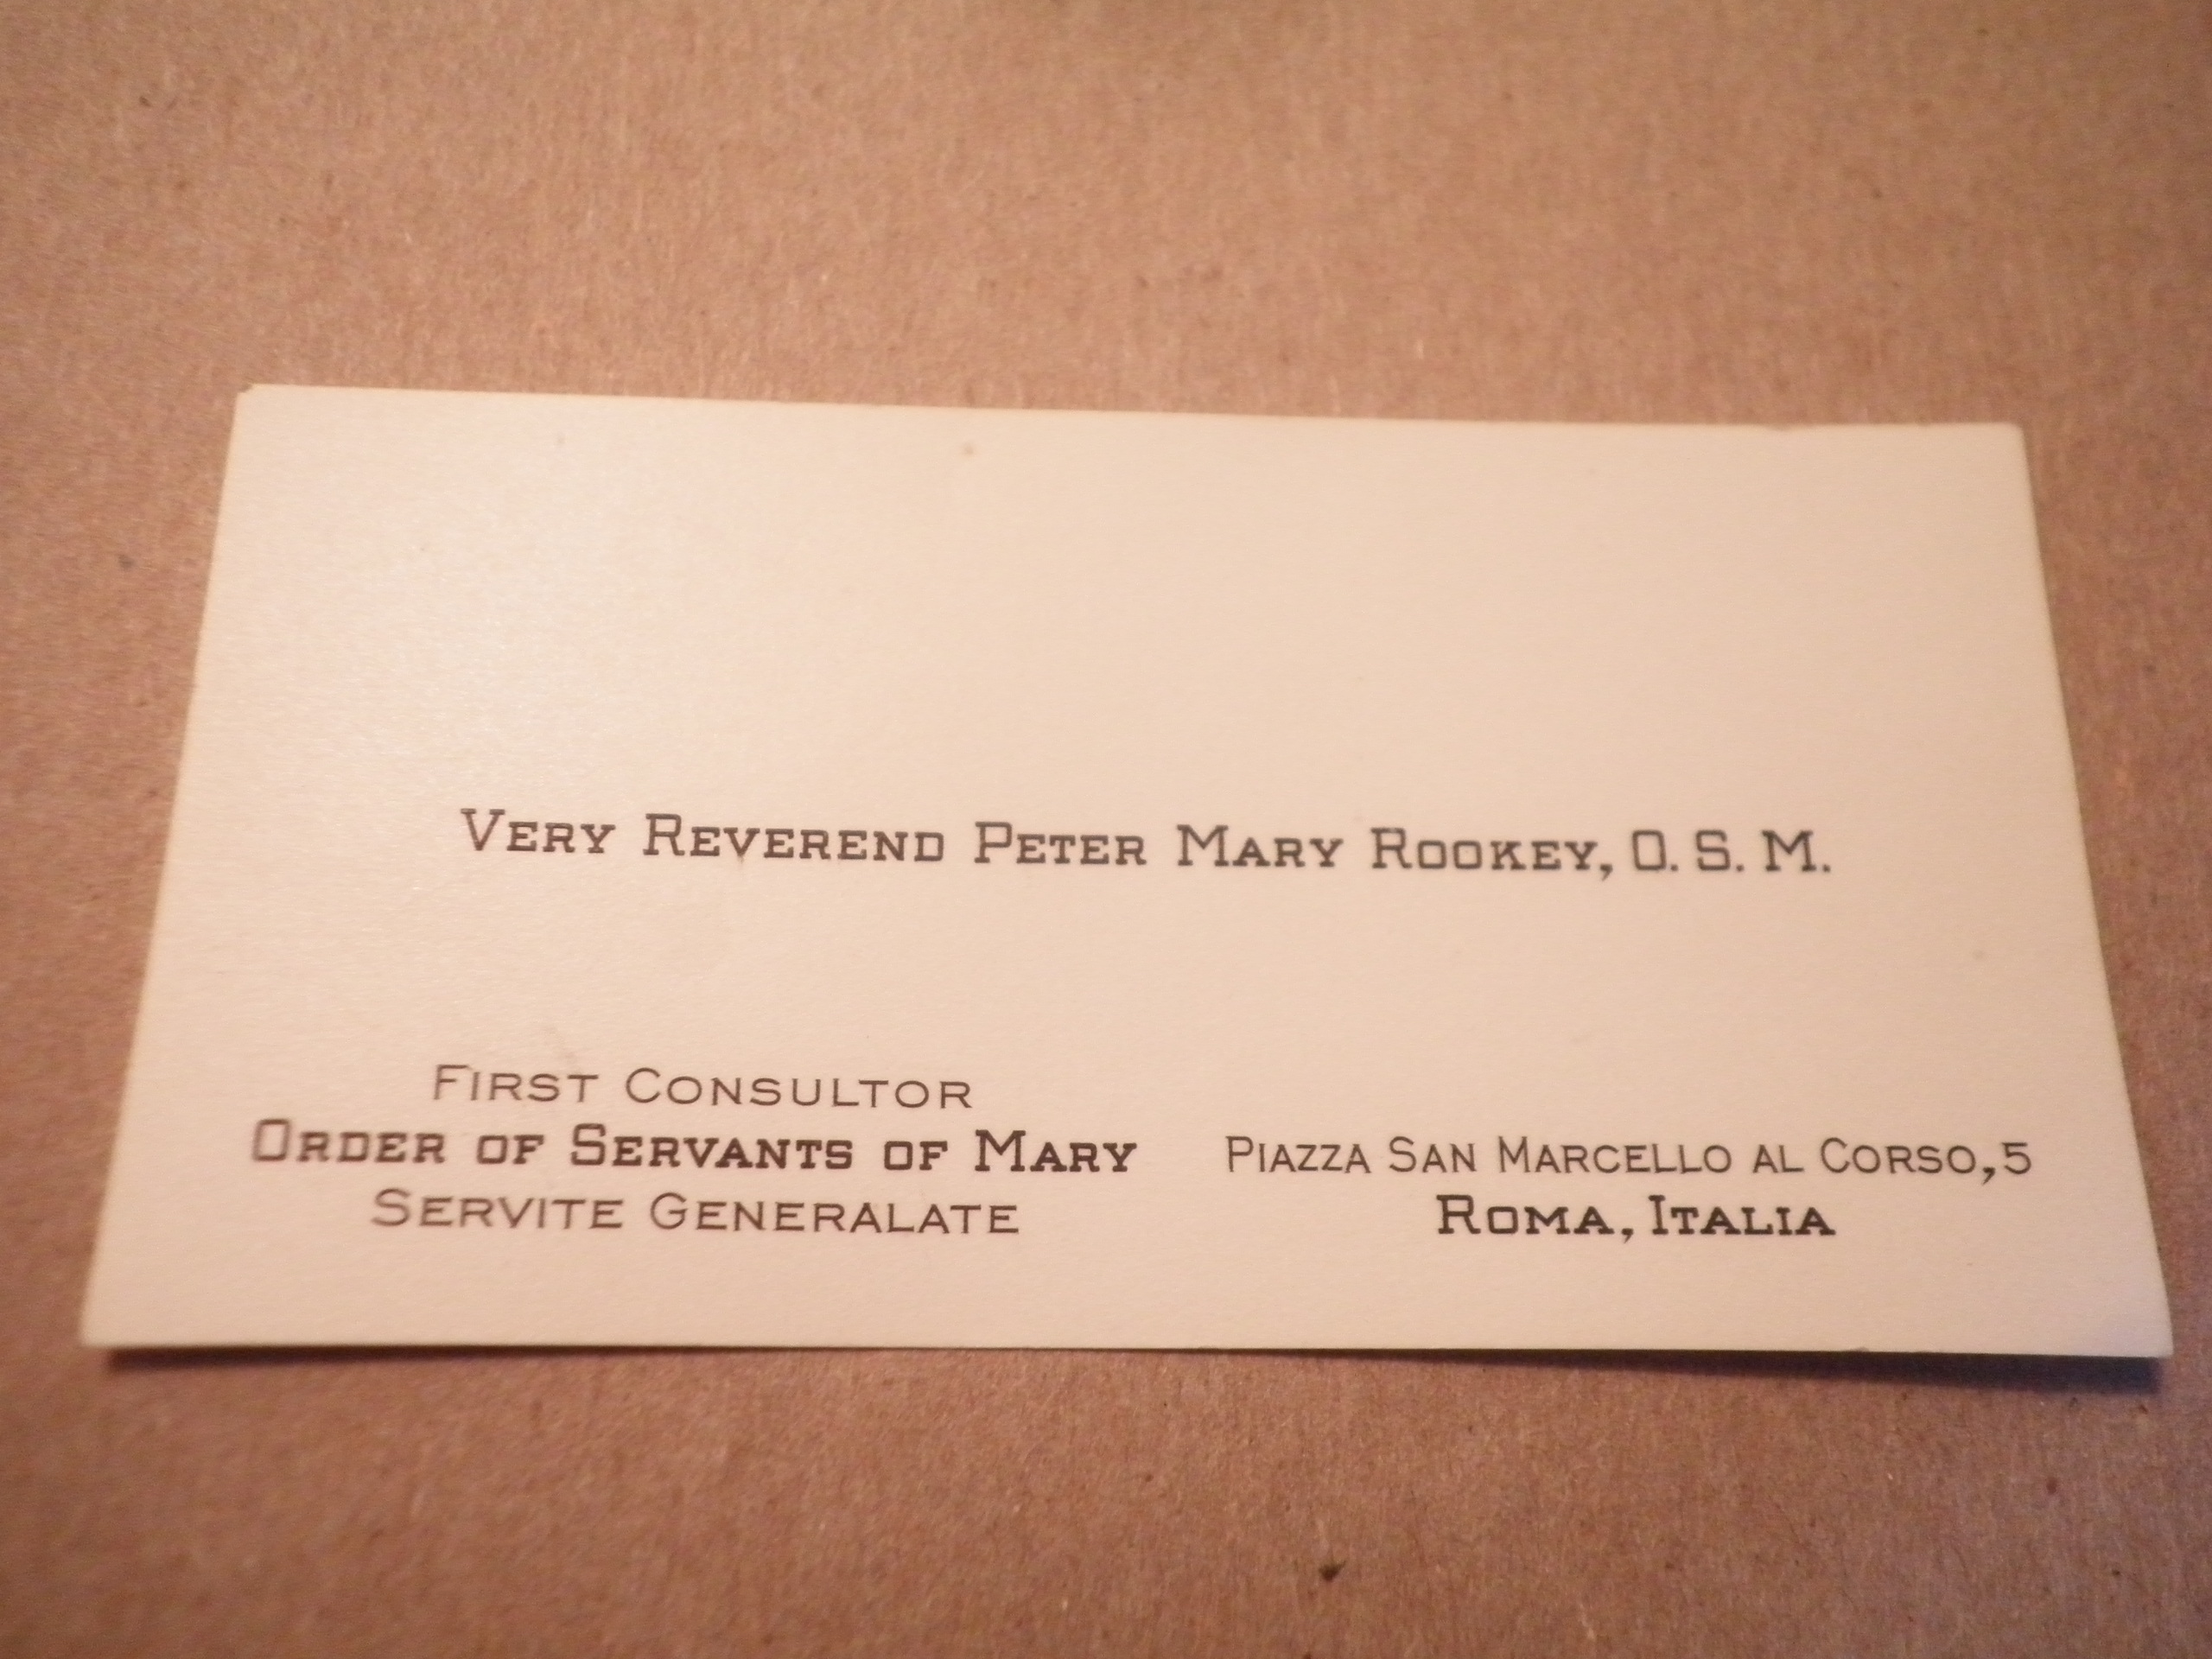 Very Reverend Peter Mary Rookey, O. S. M.
First Consultor
Order of Servants of Mary
Servite Generalate
Piazza San Marcello al Corso, 5
Roma, Italia